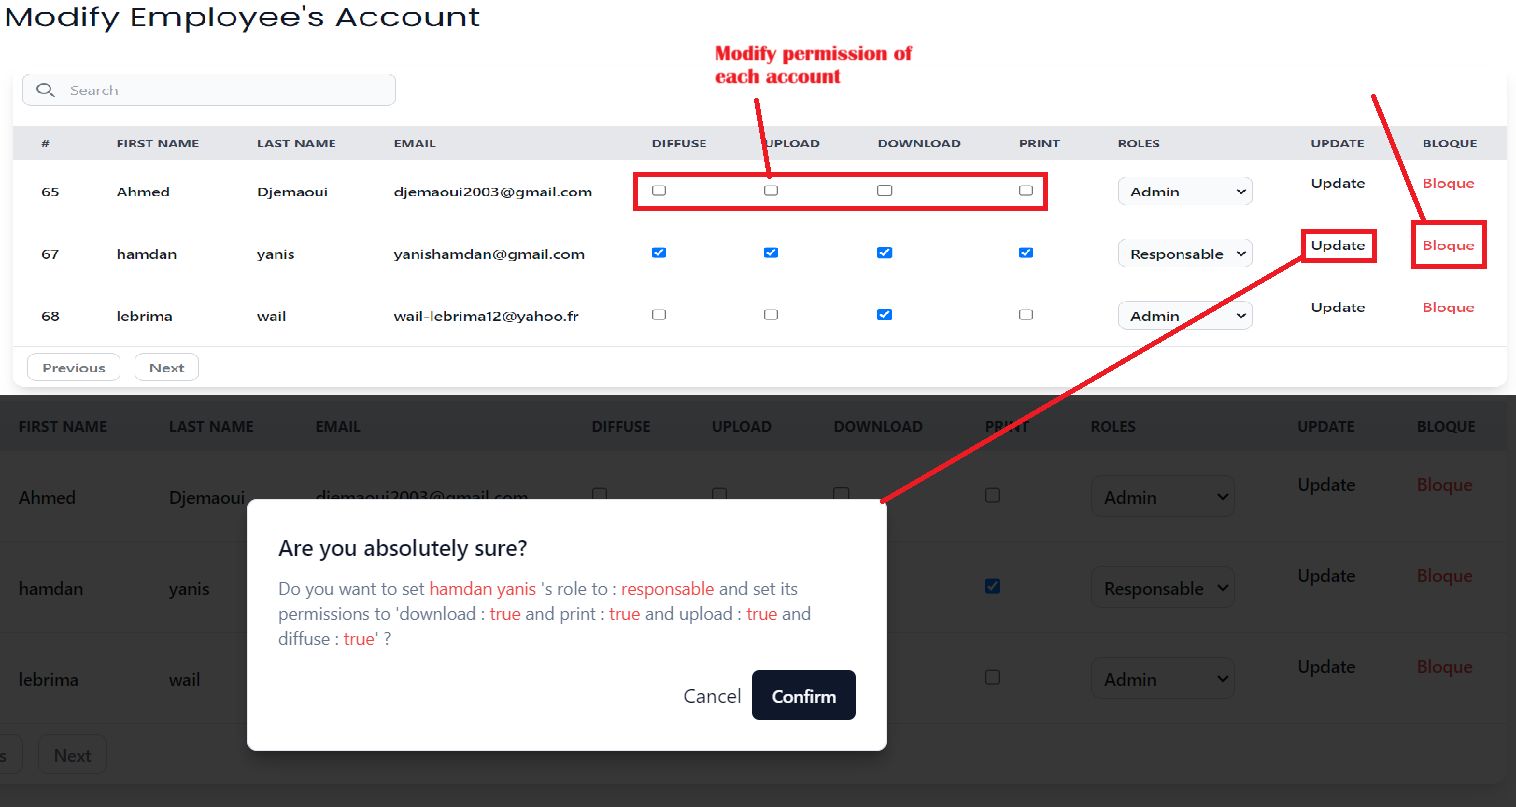 Modify Employee's Account
Modify permission of
each account
Search
# FIRST NAME LAST NAME EMAIL DIFFUSE UPLOAD DOWNLOAD PRINT ROLES UPDATE BLOQUE
65 Ahmed Djemaoui djemaoui2003@gmail.com Admin Update Bloque
67 hamdan yanis yanishamdan@gmail.com Responsable Update Bloque
68 lebrima wail wail-lebrima12@yahoo.fr Admin Update Bloque
Previous Next
FIRST NAME LAST NAME EMAIL DIFFUSE UPLOAD DOWNLOAD PRINT ROLES UPDATE BLOQUE
Ahmed Djemaoui djemaoui2003@gmail.com Admin Update Bloque
hamdan yanis Responsable Update Bloque
lebrima wail Admin Update Bloque
s Next
Are you absolutely sure?
Do you want to set hamdan yanis 's role to : responsable and set its
permissions to 'download : true and print : true and upload : true and
diffuse : true' ?
Cancel Confirm